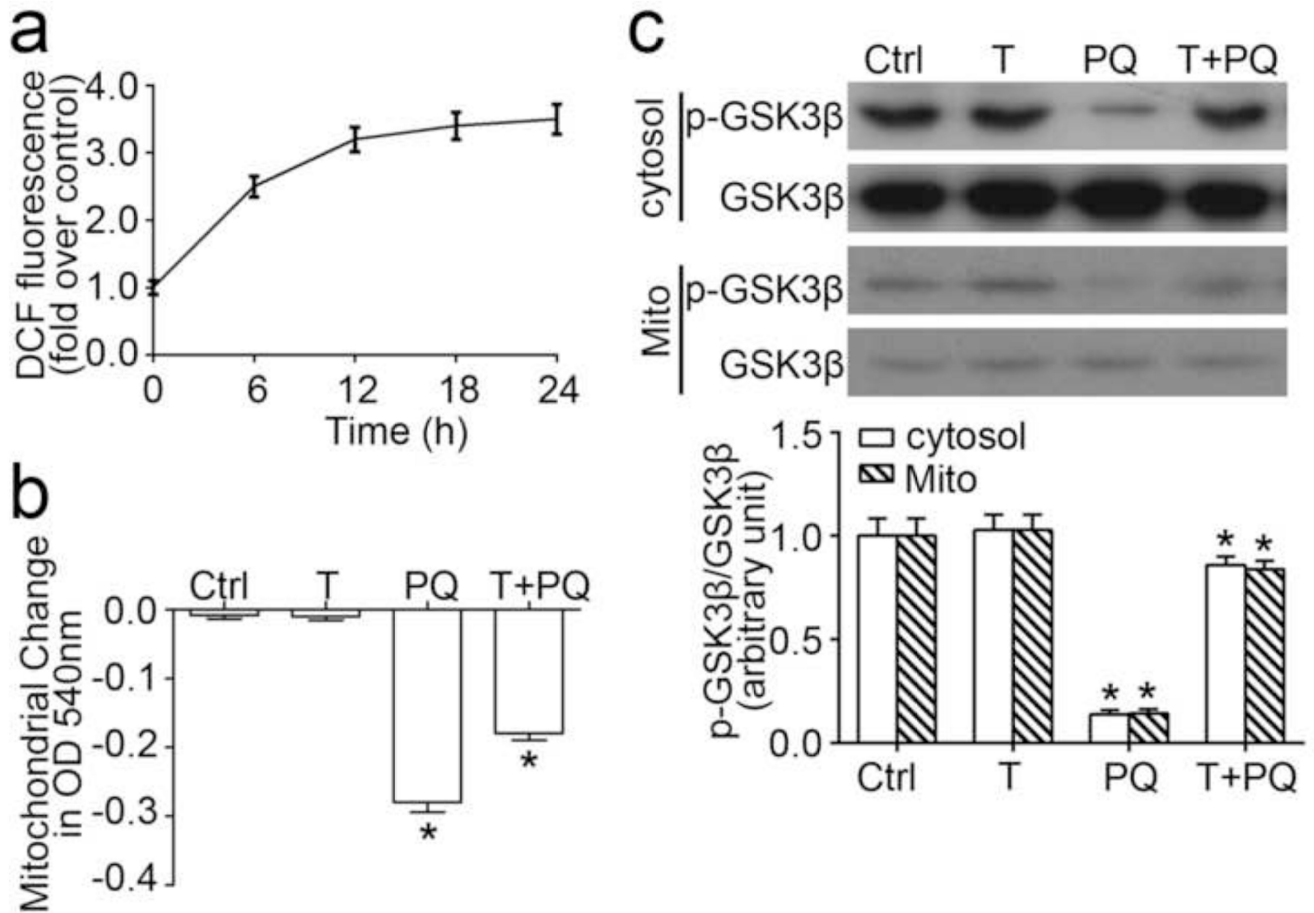 a
DCF fluorescence
(fold over control)
4.0
3.0
2.0
1.0
0.0
0 6 12 18 24
Time (h)
b
Mitochondrial Change
in OD 540nm
Ctrl T PQ T+PQ
0.0
-0.1
-0.2
-0.3
-0.4
*
*
c
Ctrl T PQ T+PQ
cytosol
p-GSK3β
GSK3β
Mito
p-GSK3β
GSK3β
p-GSK3β/GSK3β
(arbitrary unit)
1.5
1.0
0.5
0.0
cytosol
Mito
* *
* *
Ctrl T PQ T+PQ